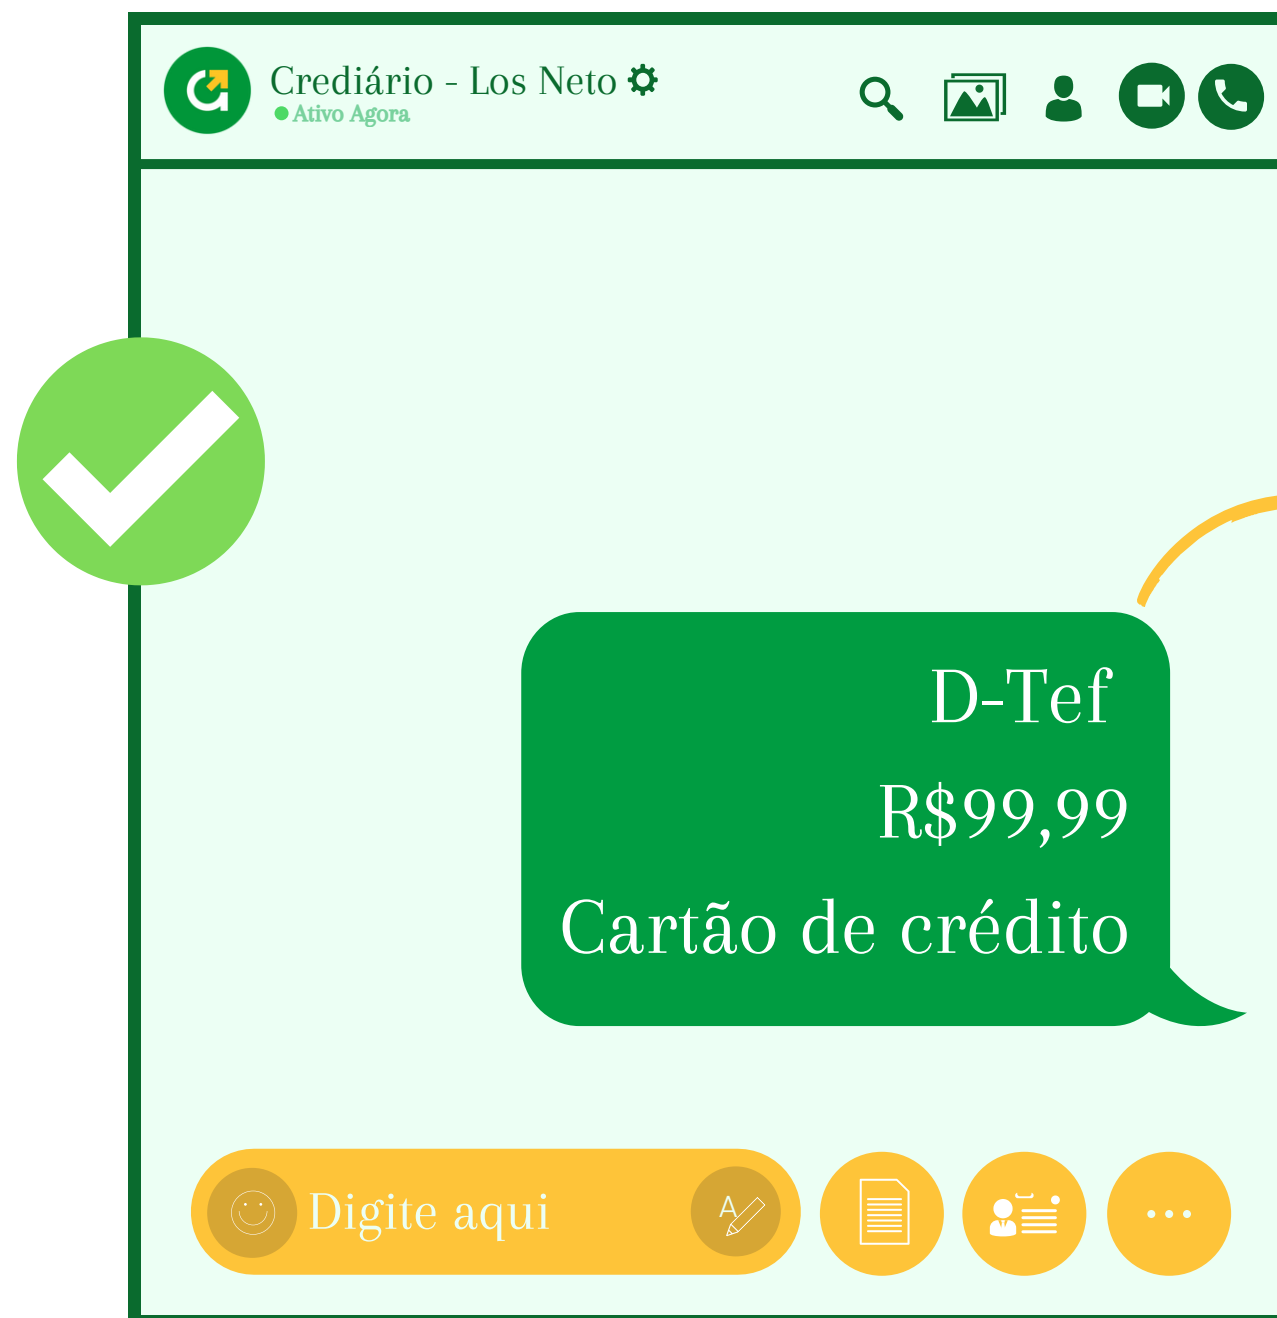 Crediário - Los Neto
Ativo Agora
D-Tef
R$99,99
Cartão de crédito
Digite aqui
A